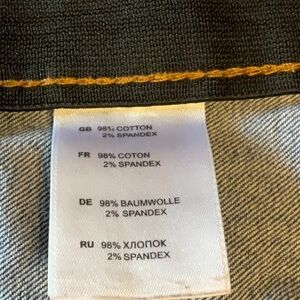 GB 98% COTTON
2% SPANDEX
FR 98% COTON
2% SPANDEX
DE 98% BAUMWOLLE
2% SPANDEX
RU 98% ХЛОПОК
2% SPANDEX